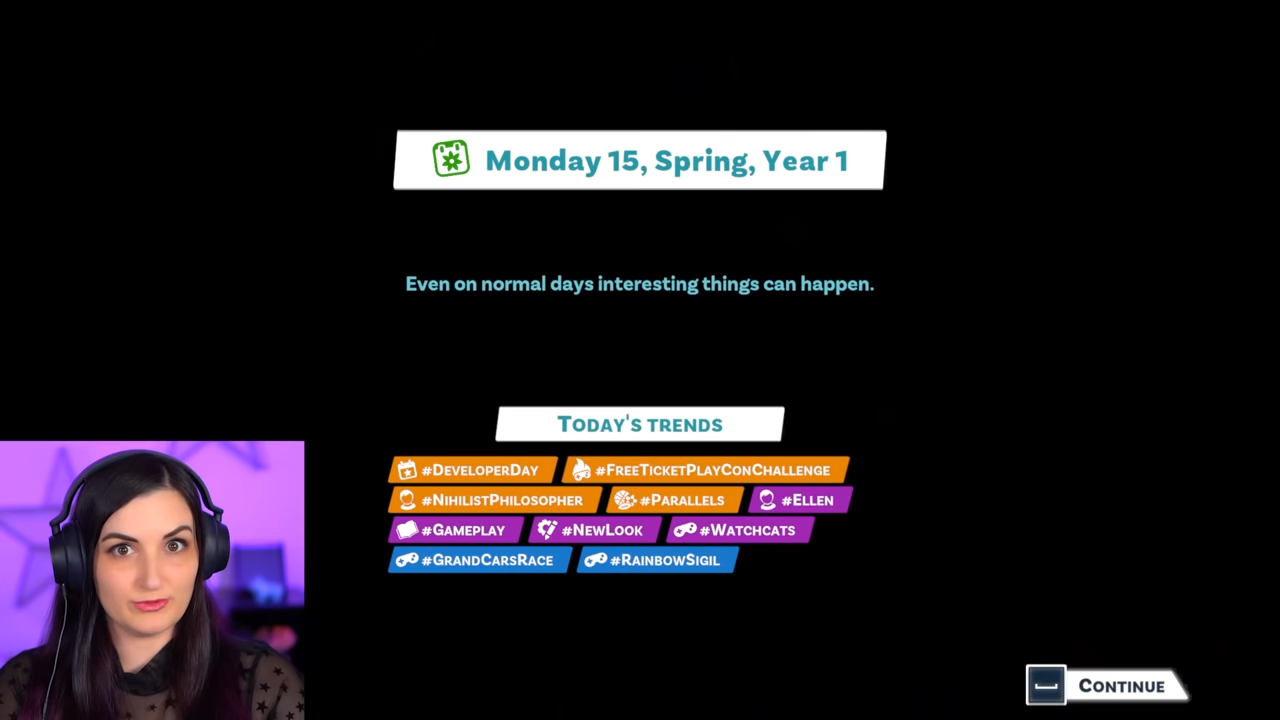 Monday 15, Spring, Year 1
Even on normal days interesting things can happen.
Today's trends
#DeveloperDay #FreeTicketPlayConChallenge
#NihilistPhilosopher #Parallels #Ellen
#Gameplay #NewLook #Watchcats
#GrandCarsRace #RainbowSigil
Continue